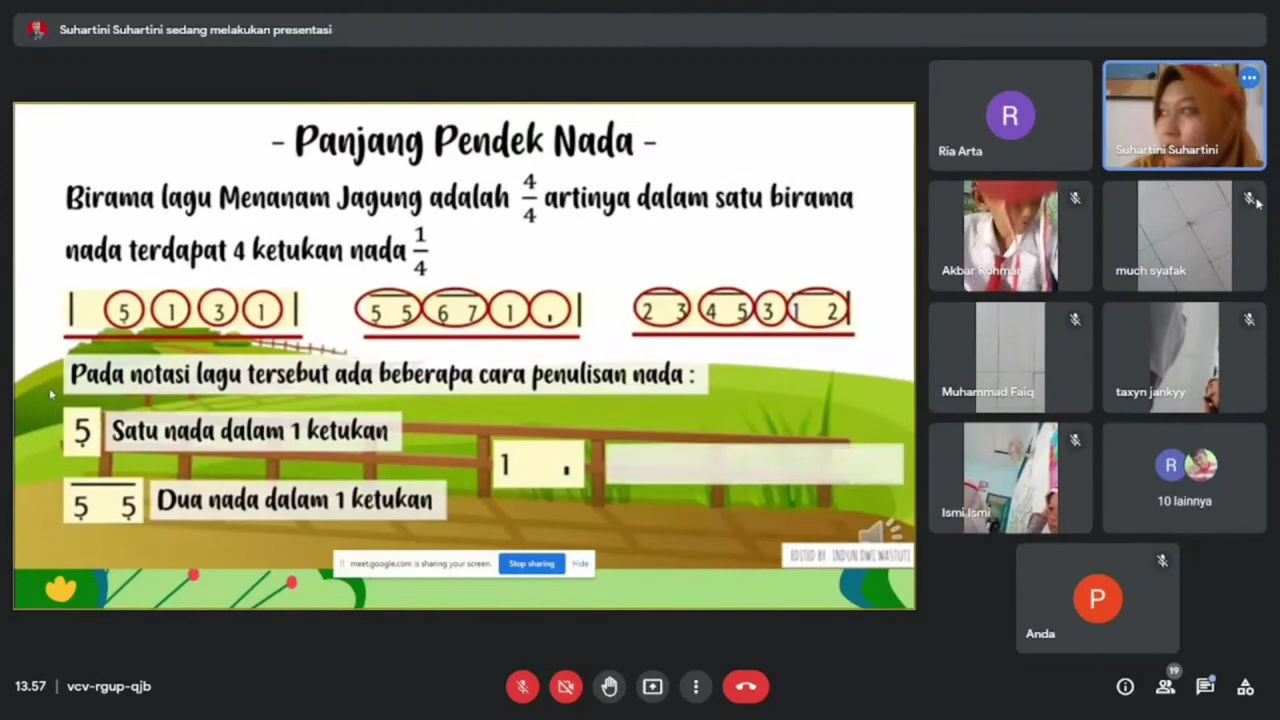 Suhartini Suhartini sedang melakukan presentasi
- Panjang Pendek Nada -
Birama lagu Menanam Jagung adalah 4/4 artinya dalam satu birama
nada terdapat 4 ketukan nada 1/4
| 5 1 3 1 | 5 5 6 7 1 . | 2 3 4 5 3 1 2 |
Pada notasi lagu tersebut ada beberapa cara penulisan nada :
5 Satu nada dalam 1 ketukan
1 .
5 5 Dua nada dalam 1 ketukan
EDITED BY INDUN DWI WASTUTI
meet.google.com is sharing your screen.
Stop sharing
Hide
R
Ria Arta
Suhartini Suhartini
Akbar Rohmad
much syafak
Muhammad Faiq
taxyn jankyy
Ismi Ismi
R
10 lainnya
P
Anda
13.57 | vcv-rgup-qjb
19